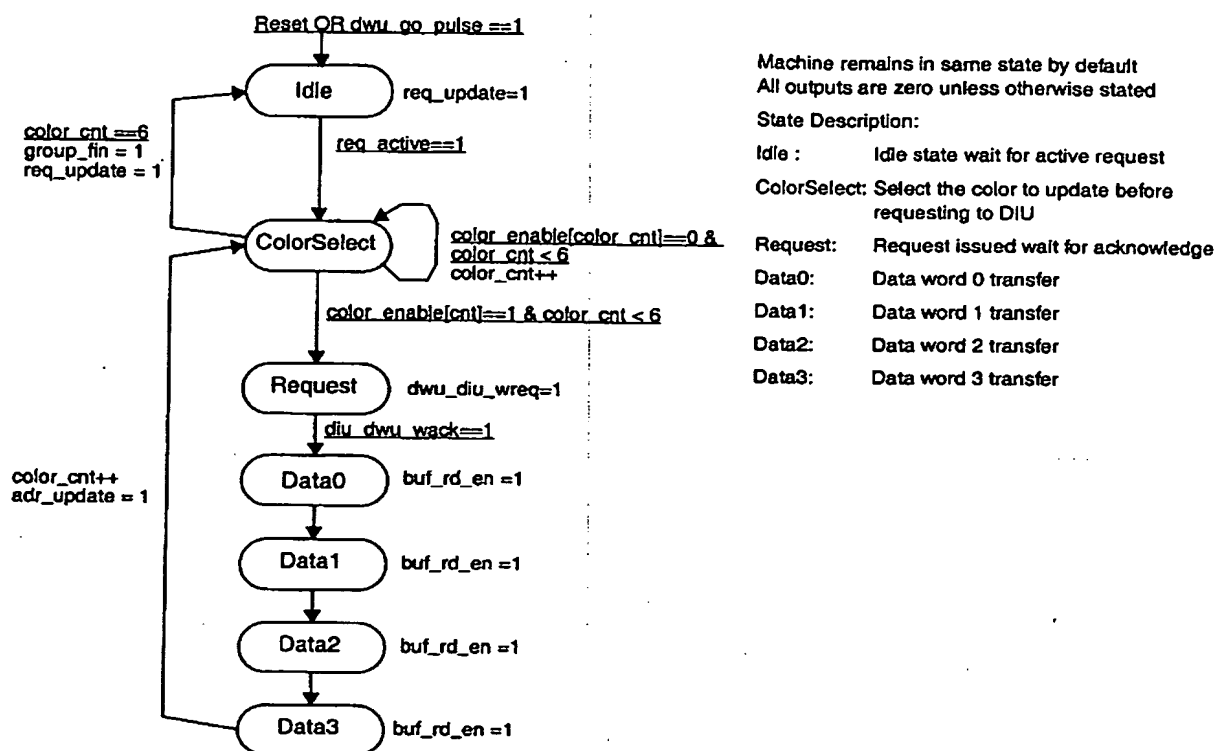 Reset OR dwu_go_pulse ==1
Idle
req_update=1
color_cnt ==6
group_fin = 1
req_update = 1
req_active==1
ColorSelect
color_enable[color_cnt]==0 &
color_cnt < 6
color_cnt++
color_enable[cnt]==1 & color_cnt < 6
Request
dwu_diu_wreq=1
diu_dwu_wack==1
color_cnt++
adr_update = 1
Data0
buf_rd_en =1
Data1
buf_rd_en =1
Data2
buf_rd_en =1
Data3
buf_rd_en =1
Machine remains in same state by default
All outputs are zero unless otherwise stated
State Description:
Idle : Idle state wait for active request
ColorSelect: Select the color to update before
requesting to DIU
Request: Request issued wait for acknowledge
Data0: Data word 0 transfer
Data1: Data word 1 transfer
Data2: Data word 2 transfer
Data3: Data word 3 transfer